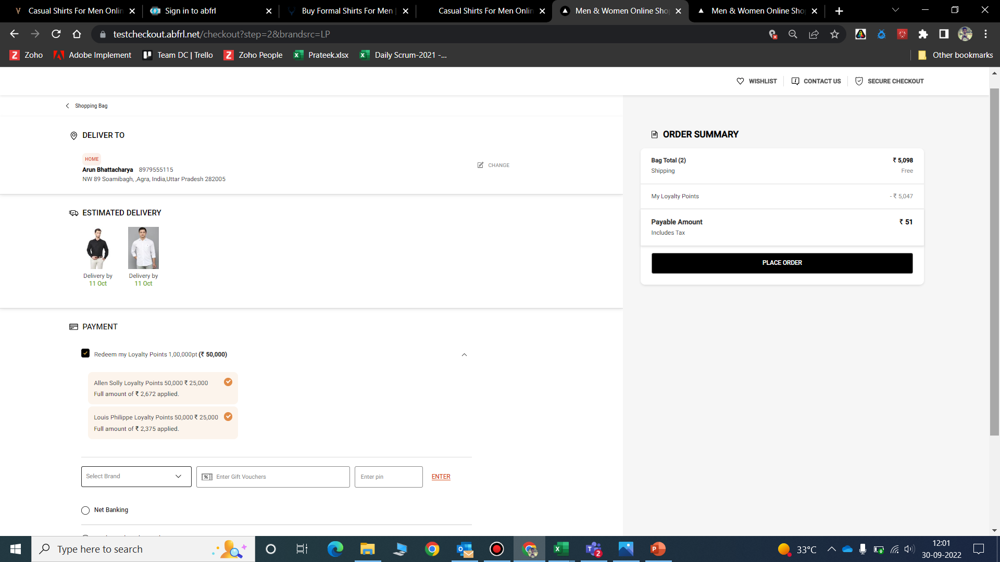 Casual Shirts For Men Onlin
Sign in to abfrl
Buy Formal Shirts For Men |
Casual Shirts For Men Onlin
Men & Women Online Sho
Men & Women Online Sho
testcheckout.abfrl.net/checkout?step=2&brandsrc=LP
Zoho
Adobe Implement
Team DC | Trello
Zoho People
Prateek.xlsx
Daily Scrum-2021 -...
Other bookmarks
WISHLIST
CONTACT US
SECURE CHECKOUT
Shopping Bag
DELIVER TO
HOME
Arun Bhattacharya 8979555115
NW 89 Soamibagh, ,Agra, India,Uttar Pradesh 282005
CHANGE
ESTIMATED DELIVERY
Delivery by
11 Oct
Delivery by
11 Oct
PAYMENT
Redeem my Loyalty Points 1,00,000pt (₹ 50,000)
Allen Solly Loyalty Points 50,000 ₹ 25,000
Full amount of ₹ 2,672 applied.
Louis Philippe Loyalty Points 50,000 ₹ 25,000
Full amount of ₹ 2,375 applied.
Select Brand
Enter Gift Vouchers
Enter pin
ENTER
Net Banking
ORDER SUMMARY
Bag Total (2) ₹ 5,098
Shipping Free
My Loyalty Points - ₹ 5,047
Payable Amount ₹ 51
Includes Tax
PLACE ORDER
Type here to search
33°C
12:01
30-09-2022